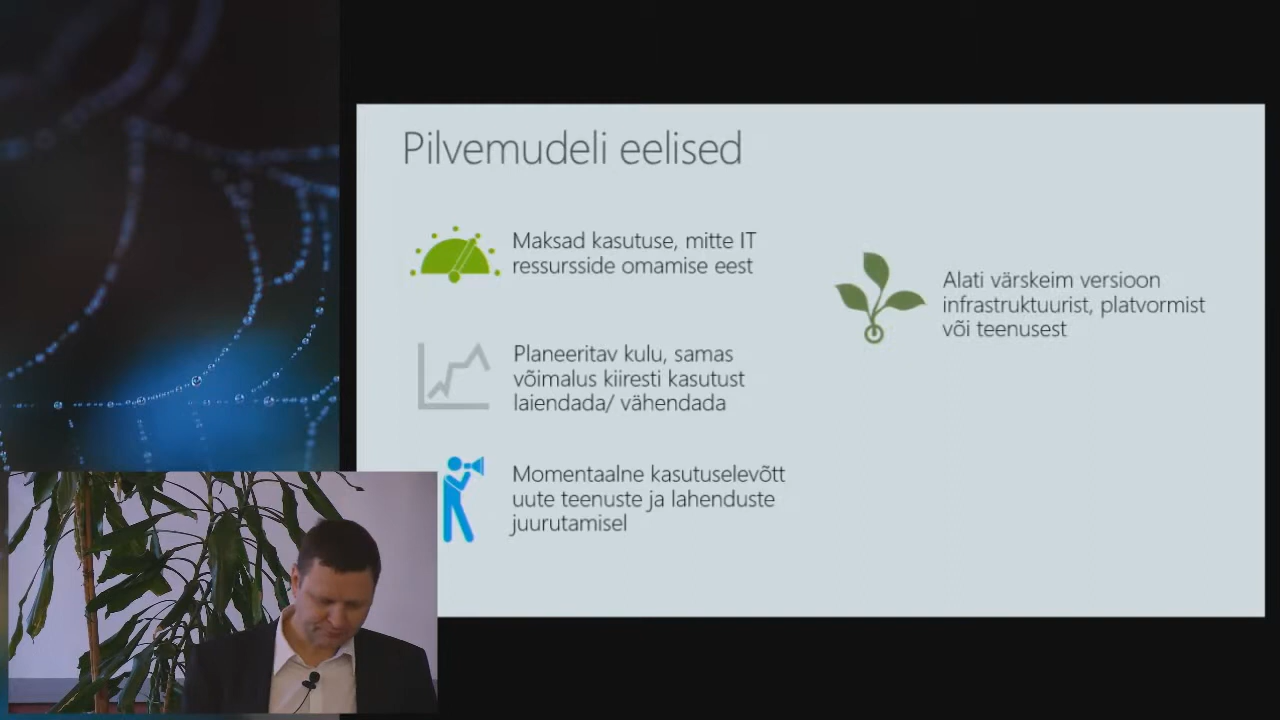 Pilvemudeli eelised
Maksad kasutuse, mitte IT
ressursside omamise eest
Planeeritav kulu, samas
võimalus kiiresti kasutust
laiendada/ vähendada
Momentaalne kasutuselevõtt
uute teenuste ja lahenduste
juurutamisel
Alati värskeim versioon
infrastruktuurist, platvormist
või teenusest